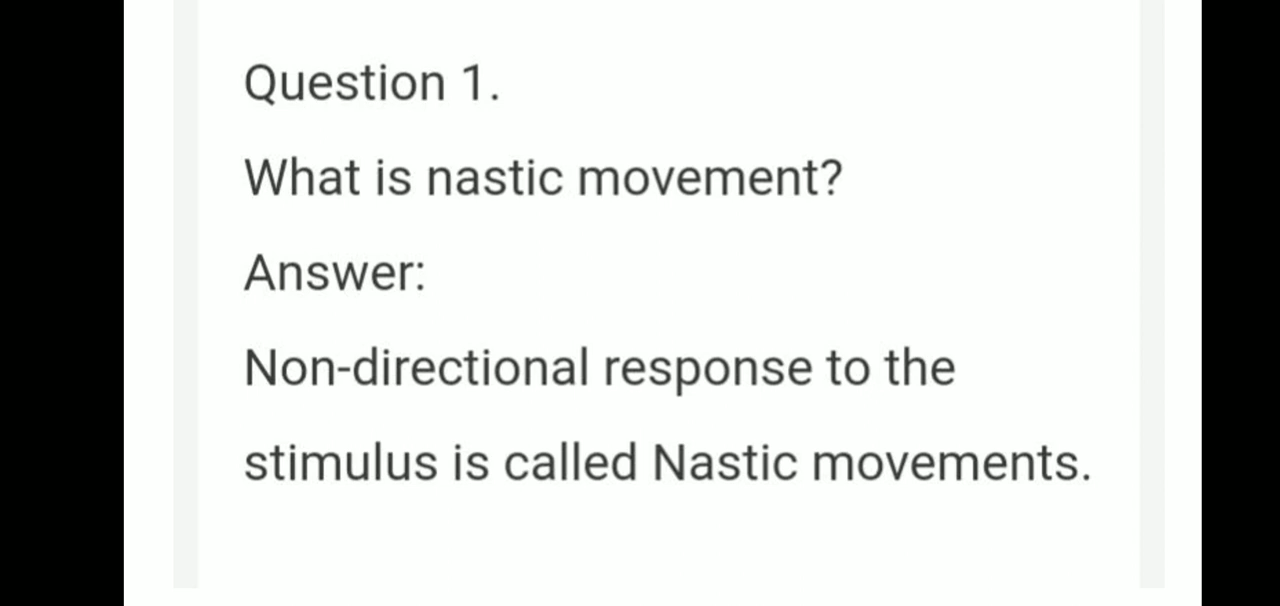 Question 1.
What is nastic movement?
Answer:
Non-directional response to the
stimulus is called Nastic movements.